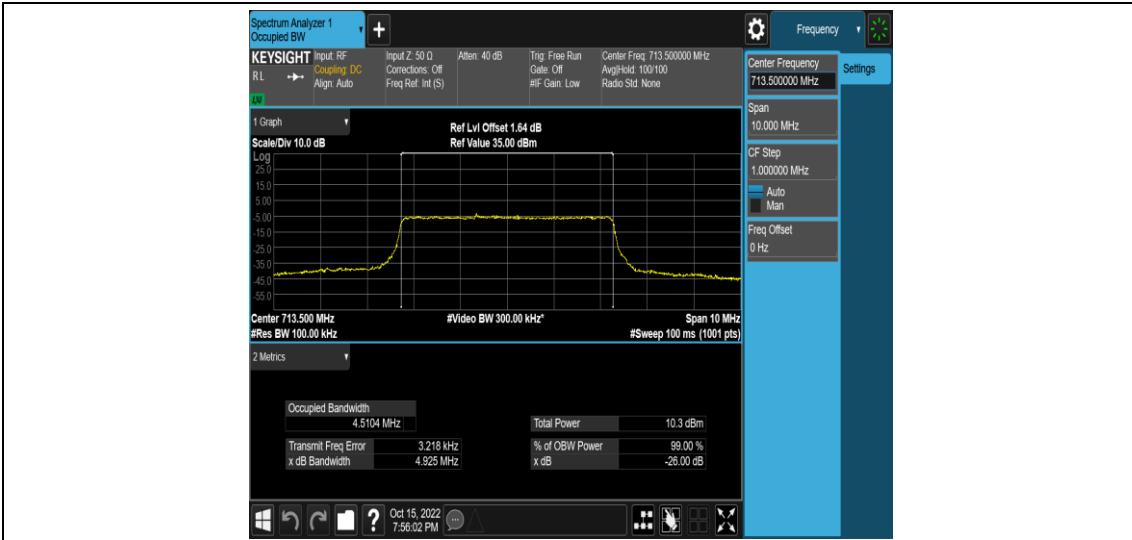 Spectrum Analyzer 1
Occupied BW
+
Frequency
KEYSIGHT
RL
LXI
Input: RF
Coupling: DC
Align: Auto
Input Z: 50 Ω
Corrections: Off
Freq Ref: Int (S)
Atten: 40 dB
Trig: Free Run
Gate: Off
#IF Gain: Low
Center Freq: 713.500000 MHz
Avg|Hold: 100/100
Radio Std: None
Center Frequency
713.500000 MHz
Settings
Span
10.000 MHz
CF Step
1.000000 MHz
Auto
Man
Freq Offset
0 Hz
1 Graph
Ref Lvl Offset 1.64 dB
Scale/Div 10.0 dB
Ref Value 35.00 dBm
Log
25.0
15.0
5.00
-5.00
-15.0
-25.0
-35.0
-45.0
-55.0
Center 713.500 MHz
#Video BW 300.00 kHz*
Span 10 MHz
#Res BW 100.00 kHz
#Sweep 100 ms (1001 pts)
2 Metrics
Occupied Bandwidth
4.5104 MHz
Total Power 10.3 dBm
Transmit Freq Error 3.218 kHz
% of OBW Power 99.00 %
x dB Bandwidth 4.925 MHz
x dB -26.00 dB
?
Oct 15, 2022
7:56:02 PM